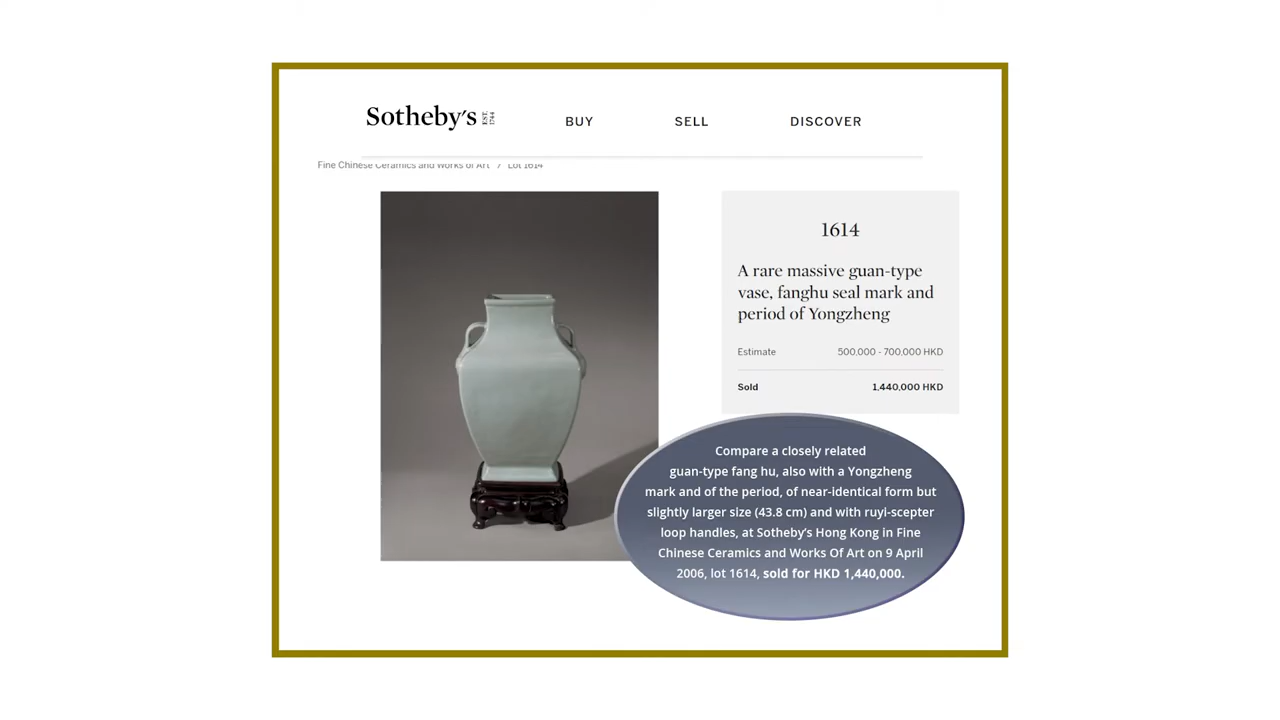 Sotheby's EST. 1744
BUY SELL DISCOVER
Fine Chinese Ceramics and Works of Art / Lot 1614
1614
A rare massive guan-type
vase, fanghu seal mark and
period of Yongzheng
Estimate 500,000 - 700,000 HKD
Sold 1,440,000 HKD
Compare a closely related
guan-type fang hu, also with a Yongzheng
mark and of the period, of near-identical form but
slightly larger size (43.8 cm) and with ruyi-scepter
loop handles, at Sotheby's Hong Kong in Fine
Chinese Ceramics and Works Of Art on 9 April
2006, lot 1614, sold for HKD 1,440,000.